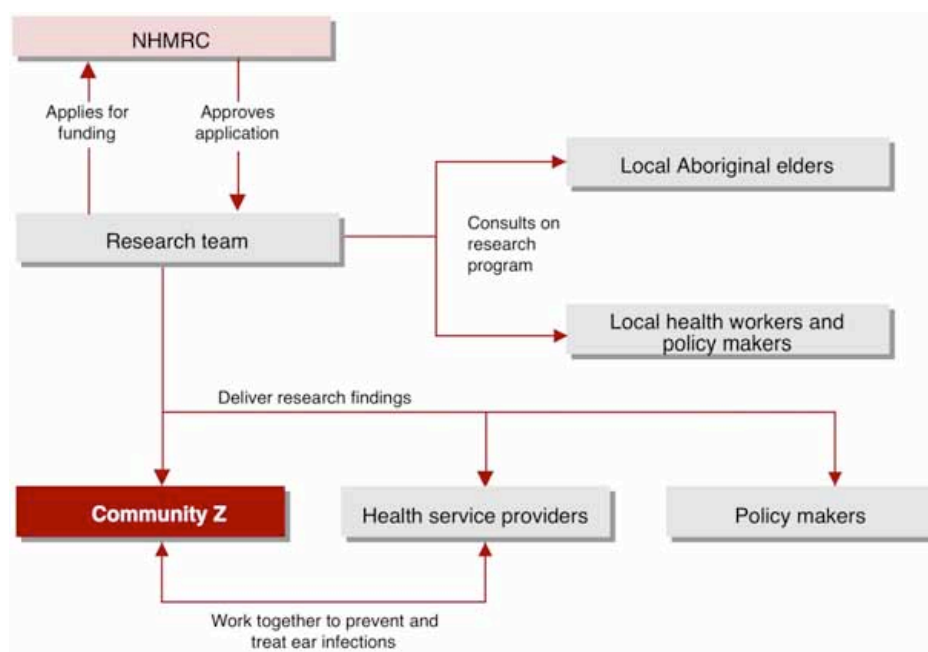 NHMRC
Applies for
funding
Approves
application
Local Aboriginal elders
Research team
Consults on
research
program
Local health workers and
policy makers
Deliver research findings
Community Z
Health service providers
Policy makers
Work together to prevent and
treat ear infections